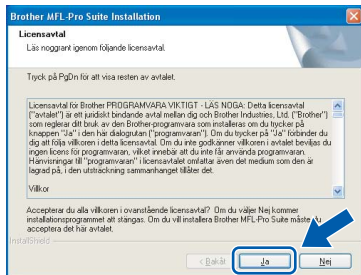 Brother MFL-Pro Suite Installation
Licensavtal
Läs noggrant igenom följande licensavtal.
Tryck på PgDn för att visa resten av avtalet.
Licensavtal för Brother PROGRAMVARA VIKTIGT - LÄS NOGA: Detta licensavtal
("avtalet") är ett juridiskt bindande avtal mellan dig och Brother Industries, Ltd. ("Brother")
som reglerar ditt bruk av den Brother-programvara som installeras om du tycker på
knappen "Ja" i den här dialogrutan ("programvaran"). Om du tycker på "Ja" förbinder du
dig att följa villkoren i detta licensavtal. Om du inte godkänner villkoren i avtalet beviljas du
ingen licens för programvaran, vilket innebär att du inte får använda programvaran.
Hänvisningar till "programvaran" i licensavtalet omfattar även det medium som den är
lagrad på, i den utsträckning sammanhanget tillåter det.
Villkor
Accepterar du alla villkoren i ovanstående licensavtal? Om du väljer Nej kommer
installationsprogrammet att stängas. Om du vill installera Brother MFL-Pro Suite måste du
acceptera det här avtalet.
InstallShield
< Bakåt
Ja
Nej